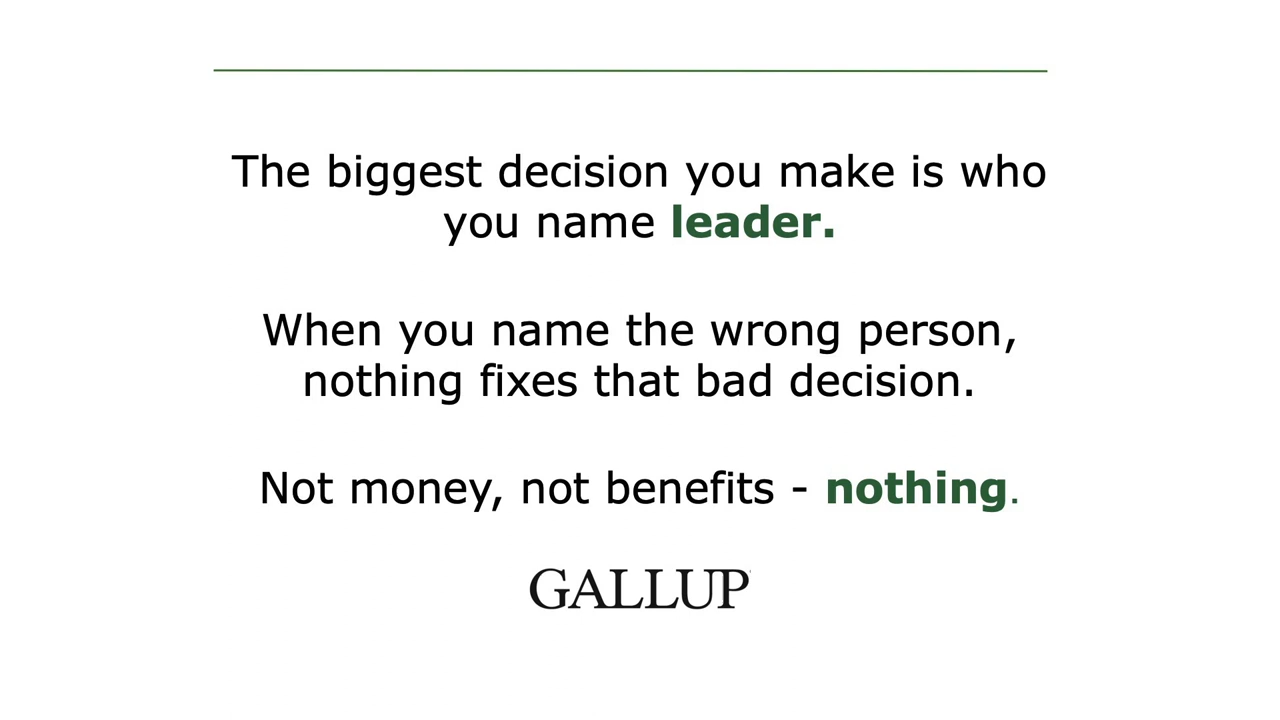 The biggest decision you make is who
you name leader.
When you name the wrong person,
nothing fixes that bad decision.
Not money, not benefits - nothing.
GALLUP